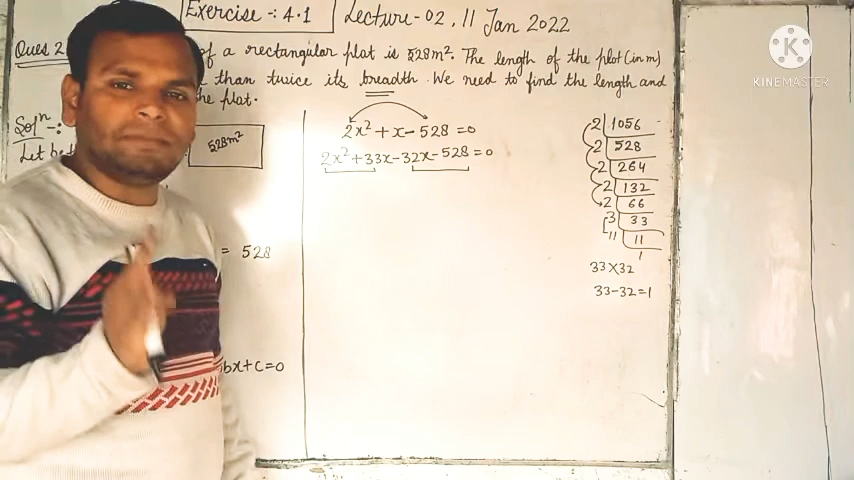 Exercise -: 4.1 Lecture-02, 11 Jan 2022
Ques 2 of a rectangular plot is 528m². The length of the plot (in m)
than twice its breadth. We need to find the length and
the plot.
Solⁿ-:
Let
528m²
= 528
bx+c=0
2x²+x-528=0
2x²+33x-32x-528=0
2 1056
2 528
2 264
2 132
2 66
3 33
11 11
1
33×32
33-32=1
K
KINEMASTER